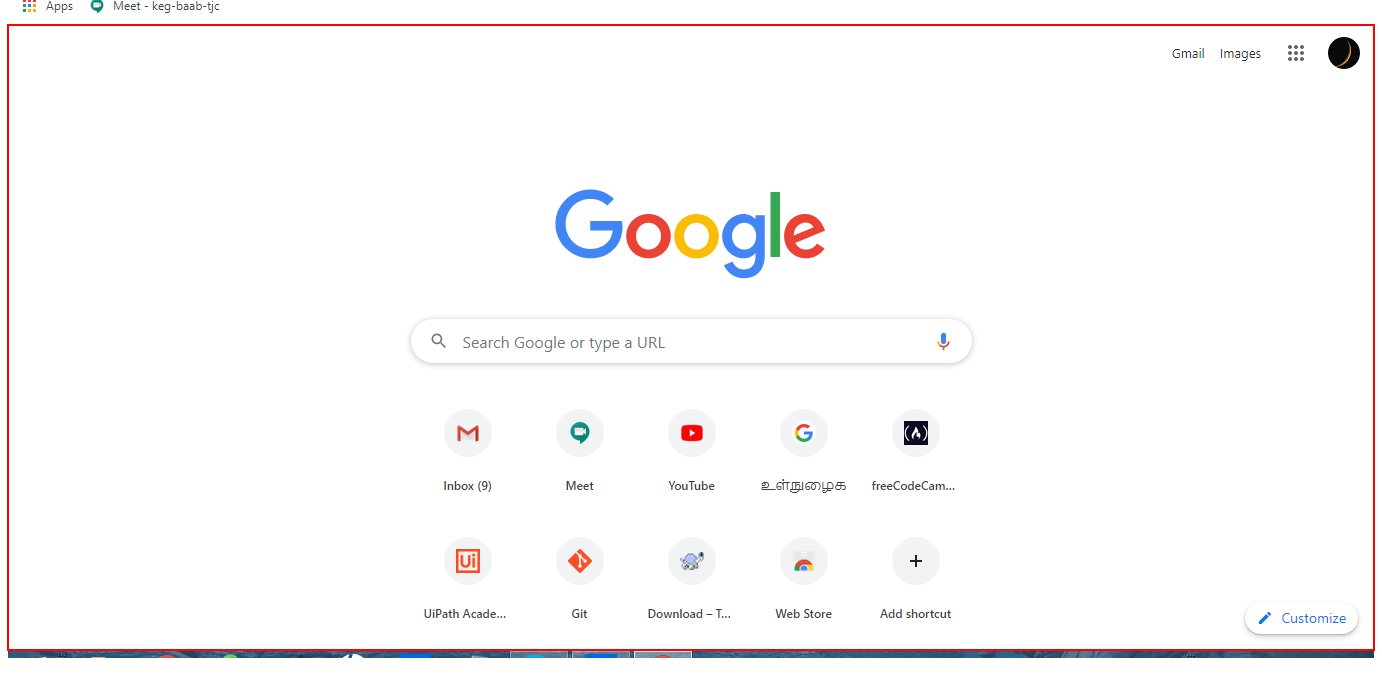 Apps Meet - keg-baab-tjc
Gmail Images
Google
Search Google or type a URL
Inbox (9) Meet YouTube உள்நுழைக freeCodeCam...
UiPath Acade... Git Download – T... Web Store Add shortcut
Customize